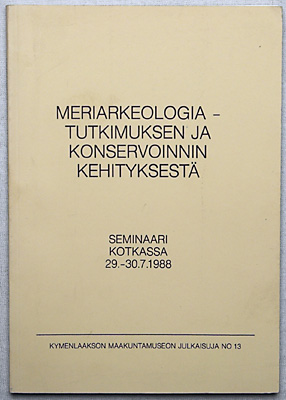 MERIARKEOLOGIA –
TUTKIMUKSEN JA
KONSERVOINNIN
KEHITYKSESTÄ
SEMINAARI
KOTKASSA
29.–30.7.1988
KYMENLAAKSON MAAKUNTAMUSEON JULKAISUJA NO 13